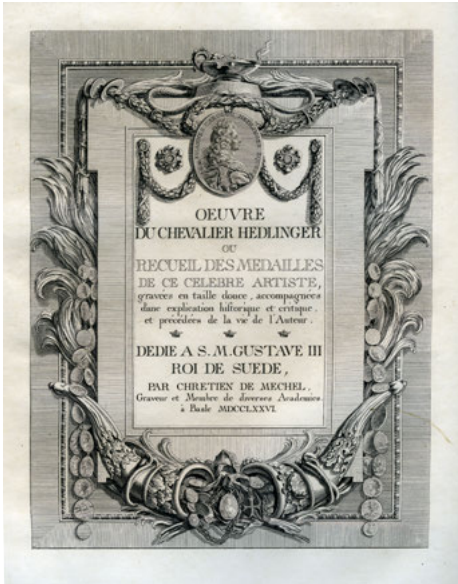 OEUVRE
DU CHEVALIER HEDLINGER
OU
RECUEIL DES MEDAILLES
DE CE CELEBRE ARTISTE,
gravées en taille douce, accompagnées
d'une explication historique et critique,
et précédées de la vie de l'Auteur.
DEDIE A S. M. GUSTAVE III
ROI DE SUEDE,
PAR CHRETIEN DE MECHEL,
Graveur et Membre de diverses Academies.
à Basle MDCCLXXVI.